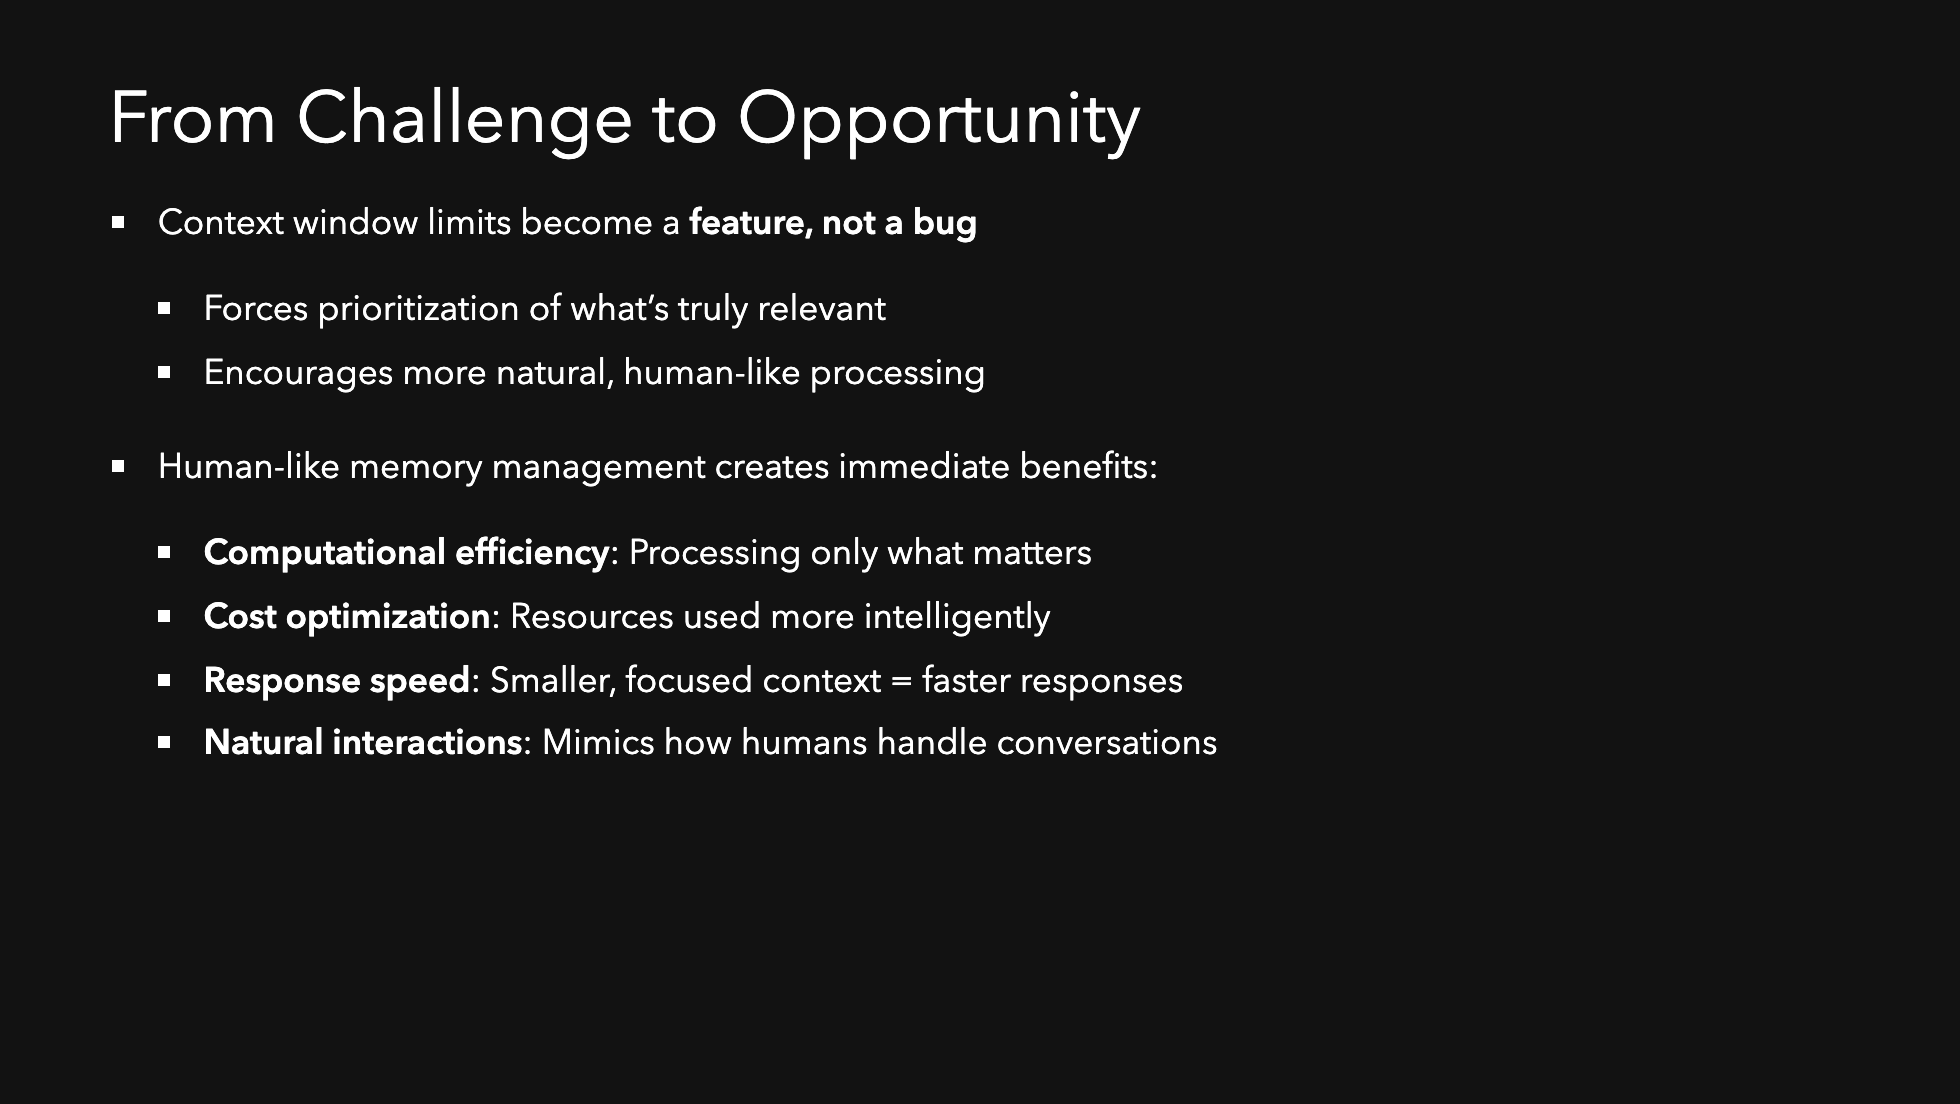 From Challenge to Opportunity
▪ Context window limits become a feature, not a bug
▪ Forces prioritization of what‘s truly relevant
▪ Encourages more natural, human-like processing
▪ Human-like memory management creates immediate benefits:
▪ Computational efficiency: Processing only what matters
▪ Cost optimization: Resources used more intelligently
▪ Response speed: Smaller, focused context = faster responses
▪ Natural interactions: Mimics how humans handle conversations